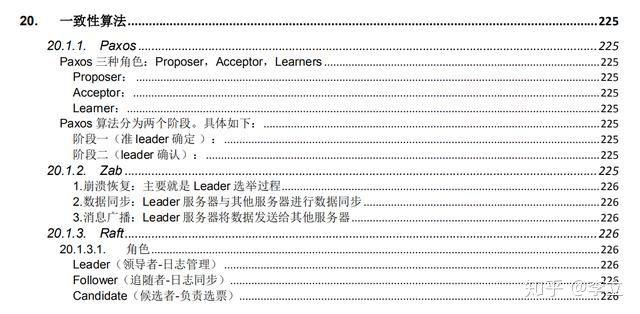 20. 一致性算法 225
20.1.1. Paxos 225
Paxos 三种角色：Proposer，Acceptor，Learners 225
Proposer： 225
Acceptor： 225
Learner： 225
Paxos 算法分为两个阶段。具体如下： 225
阶段一（准 leader 确定 ）： 225
阶段二（leader 确认）： 225
20.1.2. Zab 225
1.崩溃恢复：主要就是 Leader 选举过程 226
2.数据同步：Leader 服务器与其他服务器进行数据同步 226
3.消息广播：Leader 服务器将数据发送给其他服务器 226
20.1.3. Raft 226
20.1.3.1. 角色 226
Leader（领导者-日志管理） 226
Follower（追随者-日志同步） 226
Candidate（候选者-负责选票） 226
知乎 @李立